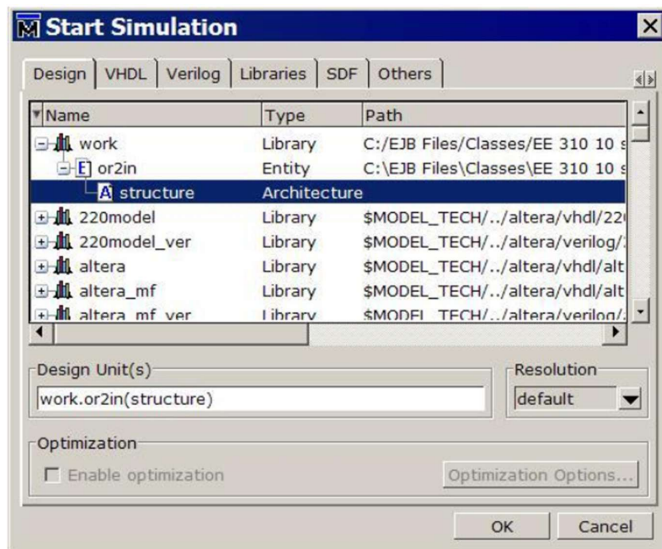 Start Simulation
Design VHDL Verilog Libraries SDF Others
Name Type Path
work Library C:/EJB Files/Classes/EE 310 10 s
E or2in Entity C:\EJB Files\Classes\EE 310 10 s
A structure Architecture
220model Library $MODEL_TECH/../altera/vhdl/22
220model_ver Library $MODEL_TECH/../altera/verilog/
altera Library $MODEL_TECH/../altera/vhdl/alt
altera_mf Library $MODEL_TECH/../altera/vhdl/alt
altera_mf_ver Library $MODEL_TECH/../altera/verilog/
Design Unit(s) Resolution
work.or2in(structure) default
Optimization
Enable optimization Optimization Options...
OK Cancel